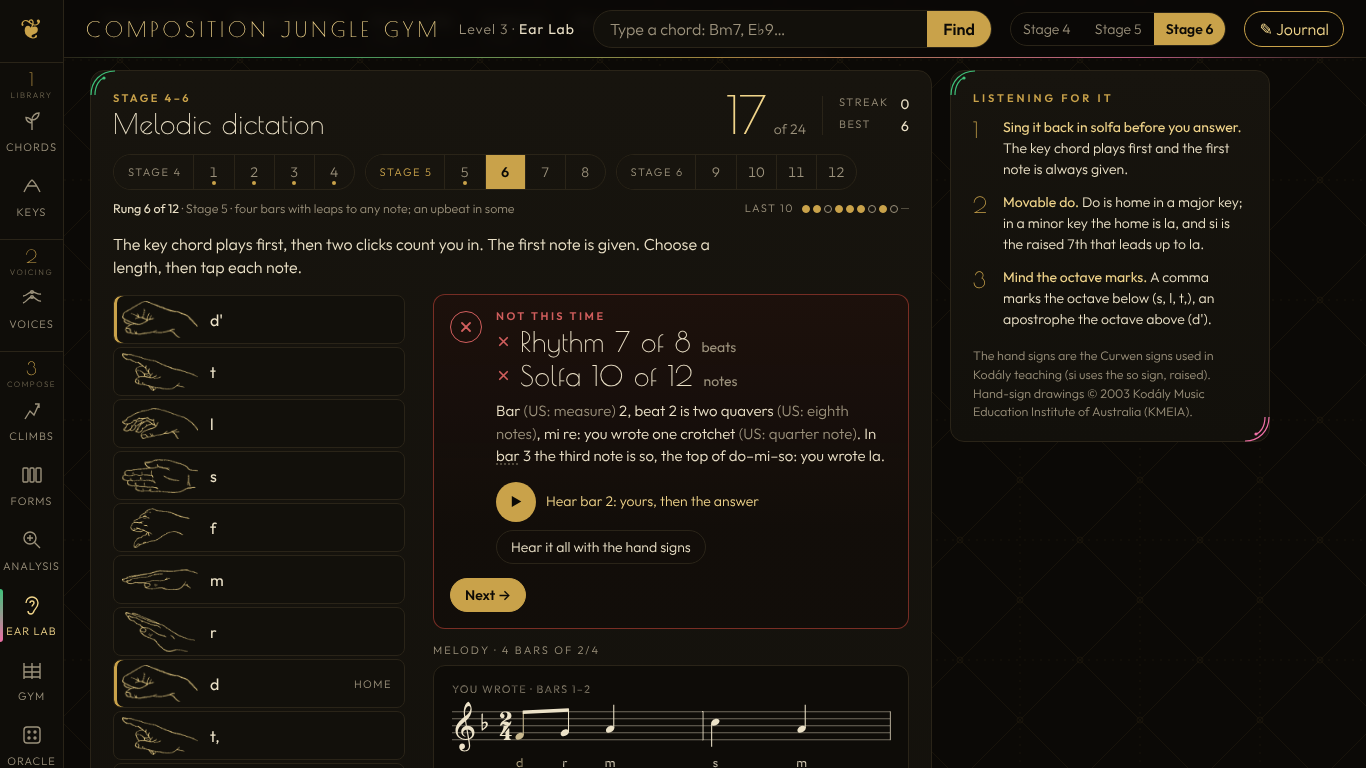 COMPOSITION JUNGLE GYM
Level 3 · Ear Lab
Type a chord: Bm7, E♭9...
Find
Stage 4
Stage 5
Stage 6
✎ Journal
1
LIBRARY
CHORDS
KEYS
2
VOICING
VOICES
3
COMPOSE
CLIMBS
FORMS
ANALYSIS
EAR LAB
GYM
ORACLE
STAGE 4–6
Melodic dictation
17 of 24
STREAK 0
BEST 6
STAGE 4 1 2 3 4
STAGE 5 5 6 7 8
STAGE 6 9 10 11 12
Rung 6 of 12 · Stage 5 · four bars with leaps to any note; an upbeat in some
LAST 10
The key chord plays first, then two clicks count you in. The first note is given. Choose a
length, then tap each note.
d'
t
l
s
f
m
r
d HOME
t,
NOT THIS TIME
✕ Rhythm 7 of 8 beats
✕ Solfa 10 of 12 notes
Bar (US: measure) 2, beat 2 is two quavers (US: eighth
notes), mi re: you wrote one crotchet (US: quarter note). In
bar 3 the third note is so, the top of do–mi–so: you wrote la.
Hear bar 2: yours, then the answer
Hear it all with the hand signs
Next →
MELODY · 4 BARS OF 2/4
YOU WROTE · BARS 1–2
2
4
d r m s m
LISTENING FOR IT
1 Sing it back in solfa before you answer.
The key chord plays first and the first
note is always given.
2 Movable do. Do is home in a major key;
in a minor key the home is la, and si is
the raised 7th that leads up to la.
3 Mind the octave marks. A comma
marks the octave below (s, l, t,), an
apostrophe the octave above (d').
The hand signs are the Curwen signs used in
Kodály teaching (si uses the so sign, raised).
Hand-sign drawings © 2003 Kodály Music
Education Institute of Australia (KMEIA).